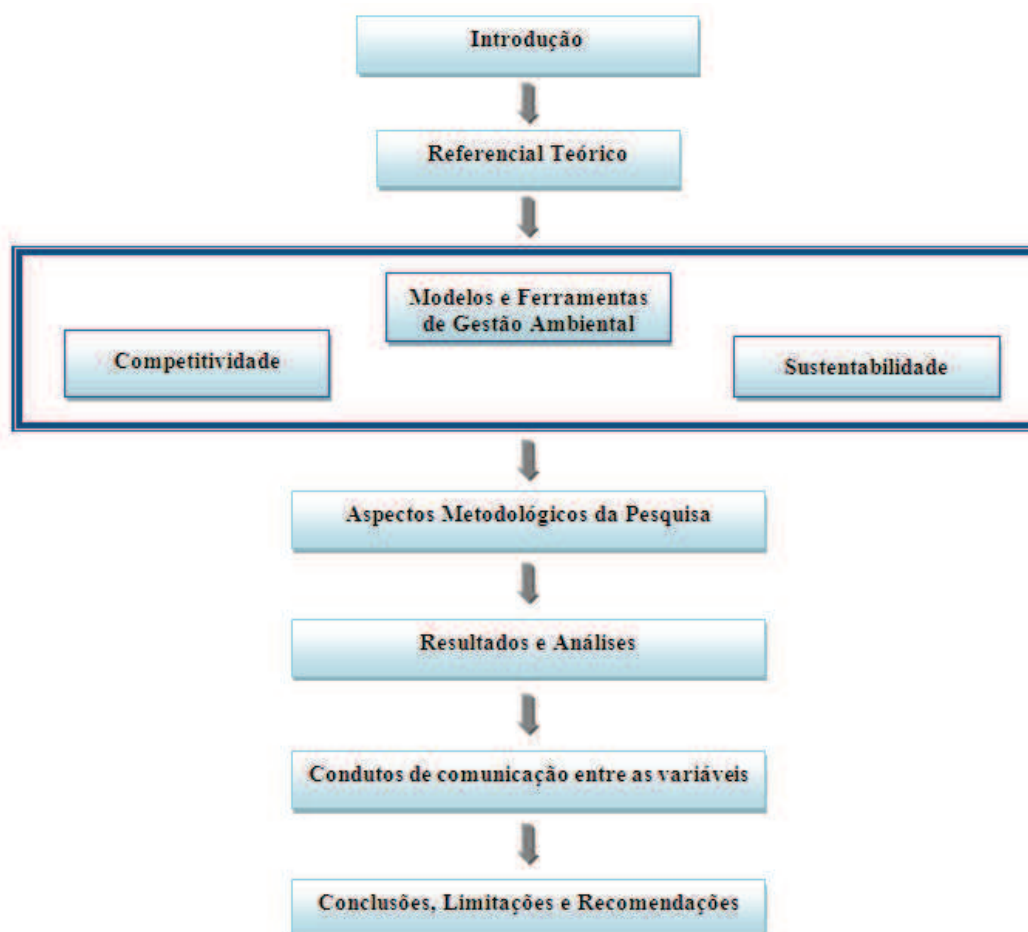 Introdução
Referencial Teórico
Modelos e Ferramentas
de Gestão Ambiental
Competitividade
Sustentabilidade
Aspectos Metodológicos da Pesquisa
Resultados e Análises
Condutos de comunicação entre as variáveis
Conclusões, Limitações e Recomendações